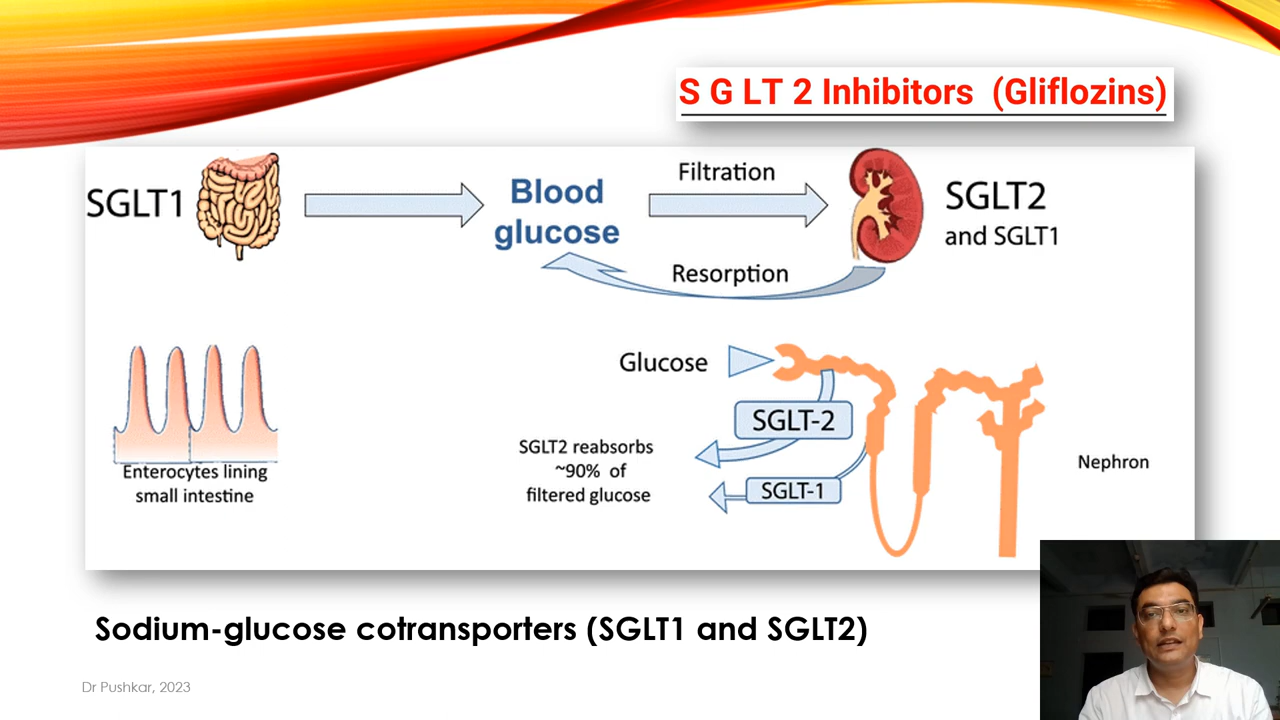 S G LT 2 Inhibitors (Gliflozins)
SGLT1
Blood
glucose
Filtration
SGLT2
and SGLT1
Resorption
Glucose
SGLT-2
SGLT2 reabsorbs
~90% of
filtered glucose
SGLT-1
Enterocytes lining
small intestine
Nephron
Sodium-glucose cotransporters (SGLT1 and SGLT2)
Dr Pushkar, 2023